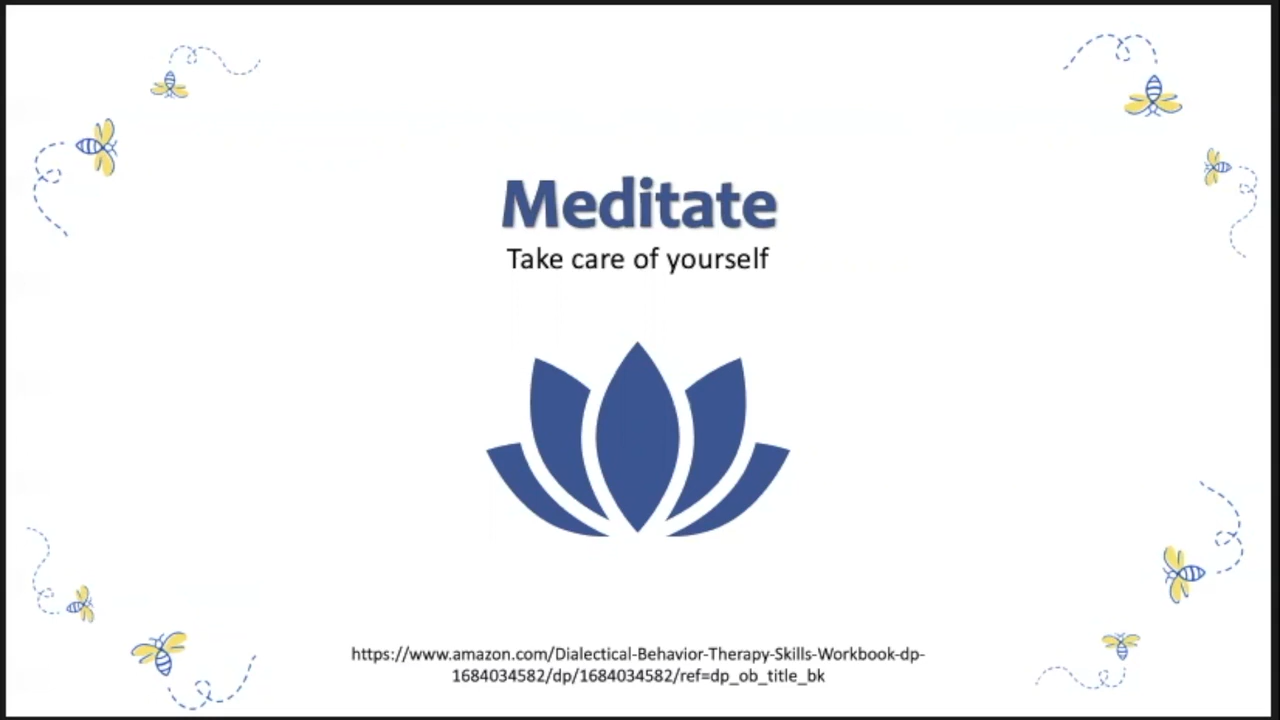 Meditate
Take care of yourself
https://www.amazon.com/Dialectical-Behavior-Therapy-Skills-Workbook-dp-
1684034582/dp/1684034582/ref=dp_ob_title_bk